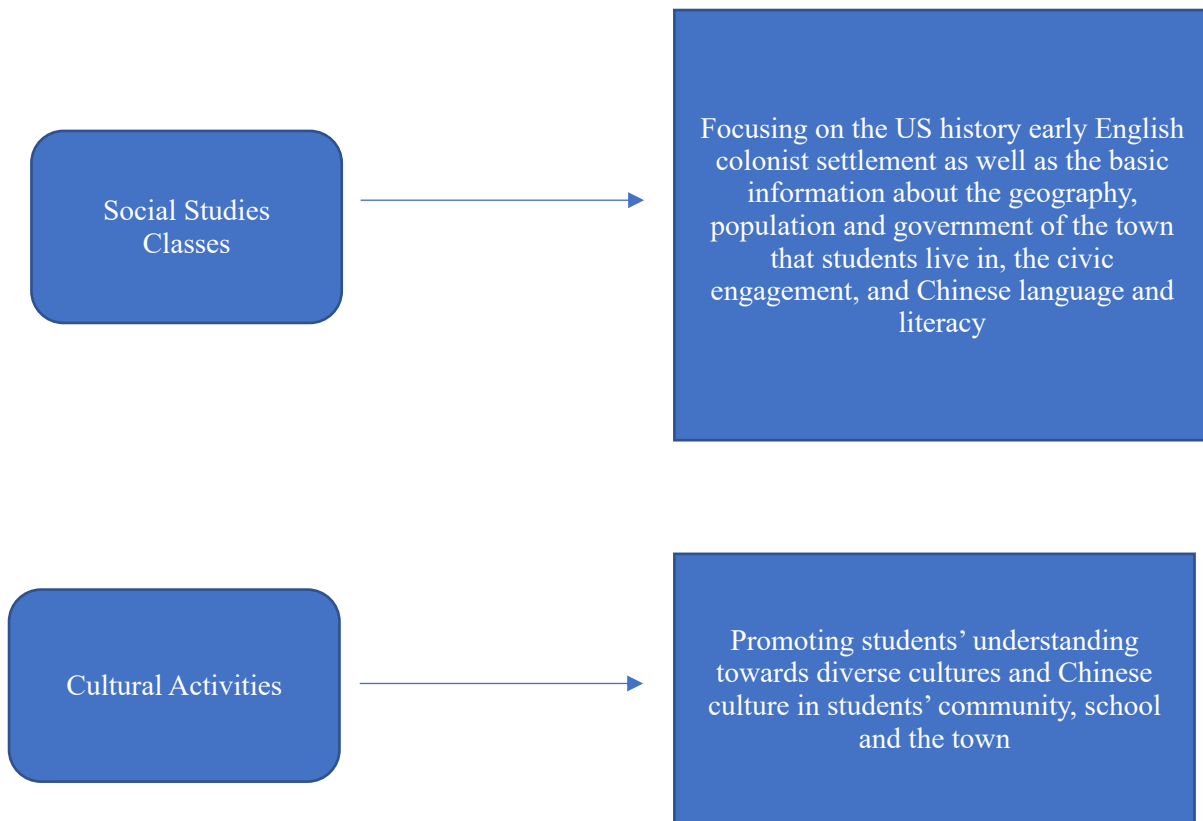 Social Studies
Classes
Focusing on the US history early English
colonist settlement as well as the basic
information about the geography,
population and government of the town
that students live in, the civic
engagement, and Chinese language and
literacy
Cultural Activities
Promoting students’ understanding
towards diverse cultures and Chinese
culture in students’ community, school
and the town